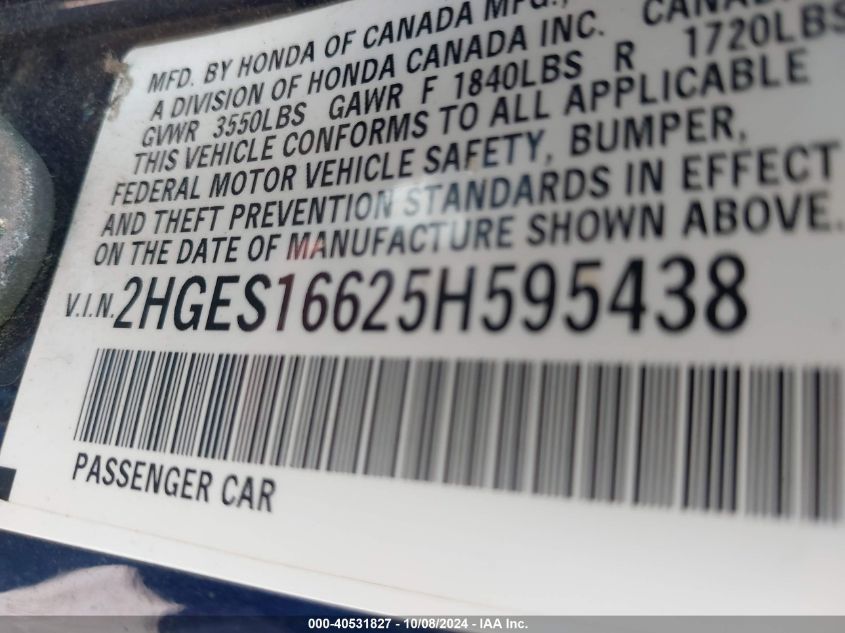 MFD. BY HONDA OF CANADA MFG.,
A DIVISION OF HONDA CANADA INC.
GVWR 3550LBS GAWR F 1840LBS R 1720LBS
THIS VEHICLE CONFORMS TO ALL APPLICABLE
FEDERAL MOTOR VEHICLE SAFETY, BUMPER,
AND THEFT PREVENTION STANDARDS IN EFFECT
ON THE DATE OF MANUFACTURE SHOWN ABOVE.
V.I.N. 2HGES16625H595438
PASSENGER CAR
000-40531827 - 10/08/2024 - IAA Inc.